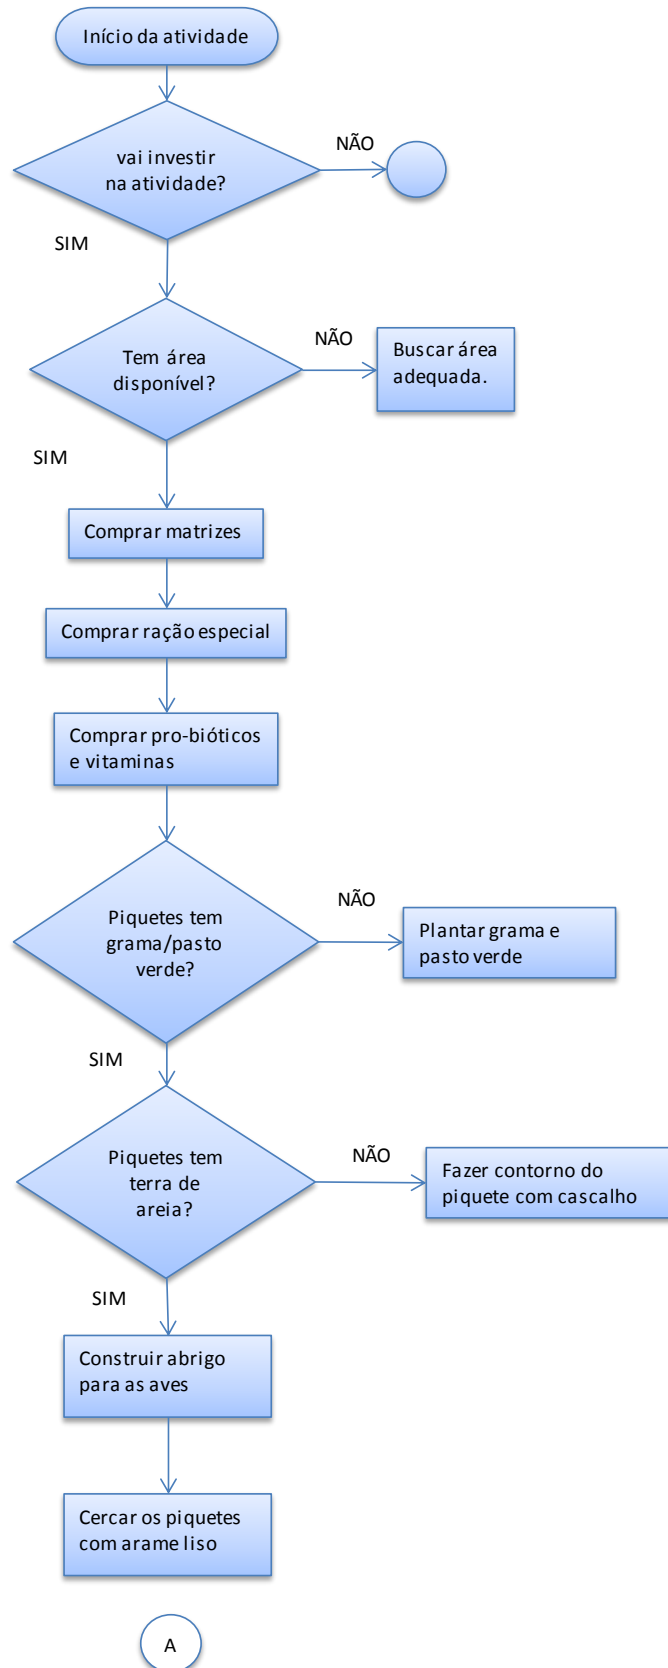 Início da atividade
vai investir
na atividade?
NÃO
SIM
Tem área
disponível?
NÃO
Buscar área
adequada.
SIM
Comprar matrizes
Comprar ração especial
Comprar pro-bióticos
e vitaminas
Piquetes tem
grama/pasto
verde?
NÃO
Plantar grama e
pasto verde
SIM
Piquetes tem
terra de
areia?
NÃO
Fazer contorno do
piquete com cascalho
SIM
Construir abrigo
para as aves
Cercar os piquetes
com arame liso
A